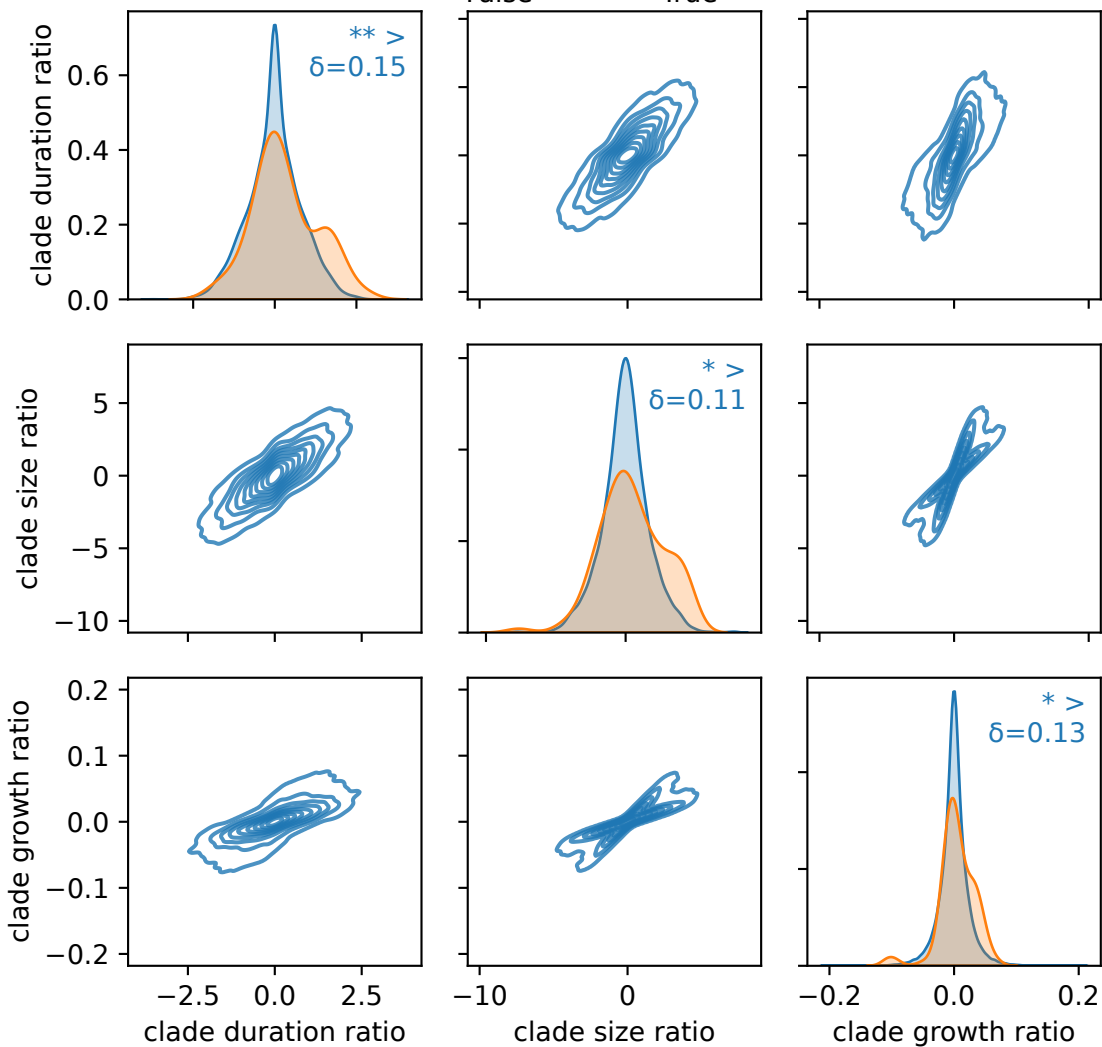 False True
clade duration ratio
0.0
0.2
0.4
0.6
** >
δ=0.15
clade size ratio
5
0
−5
−10
* >
δ=0.11
clade growth ratio
0.2
0.1
0.0
−0.1
−0.2
* >
δ=0.13
−2.5 0.0 2.5
−10 0
−0.2 0.0 0.2
clade duration ratio
clade size ratio
clade growth ratio